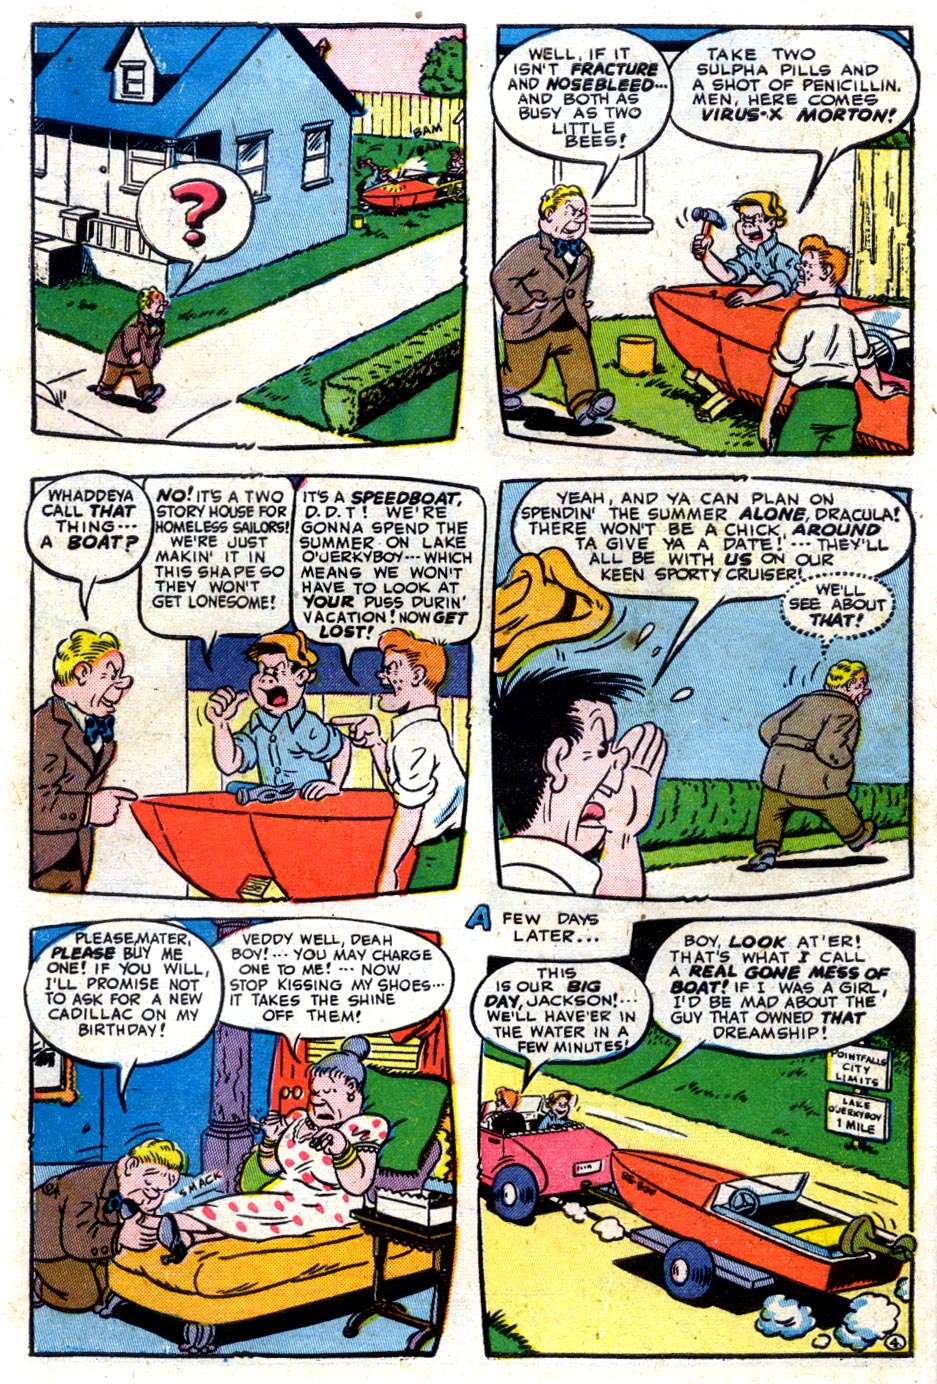 ?
BAM
BAM
WELL, IF IT
ISN'T FRACTURE
AND NOSEBLEED...
AND BOTH AS
BUSY AS TWO
LITTLE
BEES!
TAKE TWO
SULPHA PILLS AND
A SHOT OF PENICILLIN.
MEN, HERE COMES
VIRUS-X MORTON!
WHADDEYA
CALL THAT
THING---
A BOAT?
NO! IT'S A TWO
STORY HOUSE FOR
HOMELESS SAILORS!
WE'RE JUST
MAKIN' IT IN
THIS SHAPE SO
THEY WON'T
GET LONESOME!
IT'S A SPEEDBOAT,
D.D.T! WE'RE
GONNA SPEND THE
SUMMER ON LAKE
O'JERKYBOY---WHICH
MEANS WE WON'T
HAVE TO LOOK AT
YOUR PUSS DURIN'
VACATION! NOW GET
LOST!
YEAH, AND YA CAN PLAN ON
SPENDIN' THE SUMMER ALONE, DRACULA!
THERE WON'T BE A CHICK, AROUND
TA GIVE YA A DATE!... THEY'LL
ALL BE WITH US ON OUR
KEEN SPORTY CRUISER!
WE'LL
SEE ABOUT
THAT!
PLEASE, MATER,
PLEASE BUY ME
ONE! IF YOU WILL,
I'LL PROMISE NOT
TO ASK FOR A NEW
CADILLAC ON MY
BIRTHDAY!
VEDDY WELL, DEAH
BOY!--- YOU MAY CHARGE
ONE TO ME! --- NOW
STOP KISSING MY SHOES---
IT TAKES THE SHINE
OFF THEM!
SMACK
A FEW DAYS
LATER...
THIS
IS OUR BIG
DAY, JACKSON!---
WE'LL HAVE'ER IN
THE WATER IN A
FEW MINUTES!
BOY, LOOK AT'ER!
THAT'S WHAT I CALL
A REAL GONE MESS OF
BOAT! IF I WAS A GIRL,
I'D BE MAD ABOUT THE
GUY THAT OWNED THAT
DREAMSHIP!
POINTFALLS
CITY
LIMITS
LAKE
O'JERKYBOY
1 MILE
4